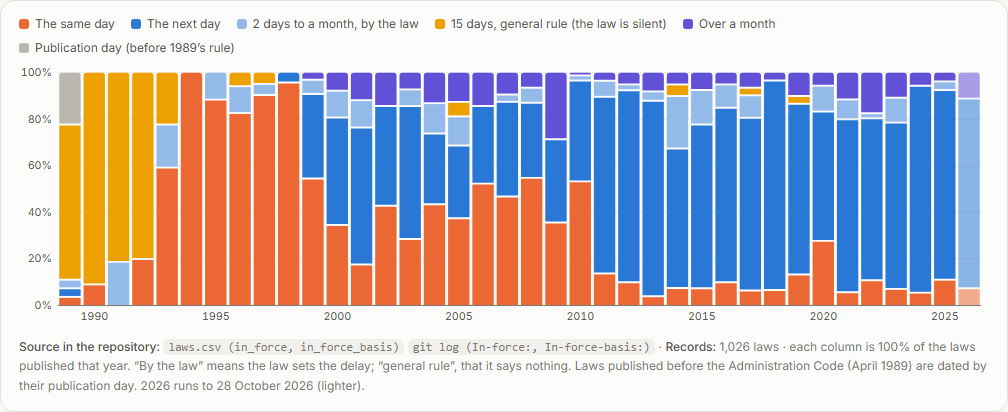 The same day
The next day
2 days to a month, by the law
15 days, general rule (the law is silent)
Over a month
Publication day (before 1989’s rule)
100%
80%
60%
40%
20%
0%
1990
1995
2000
2005
2010
2015
2020
2025
Source in the repository: laws.csv (in_force, in_force_basis) git log (In-force:, In-force-basis:) · Records: 1,026 laws · each column is 100% of the laws
published that year. “By the law” means the law sets the delay; “general rule”, that it says nothing. Laws published before the Administration Code (April 1989) are dated by
their publication day. 2026 runs to 28 October 2026 (lighter).